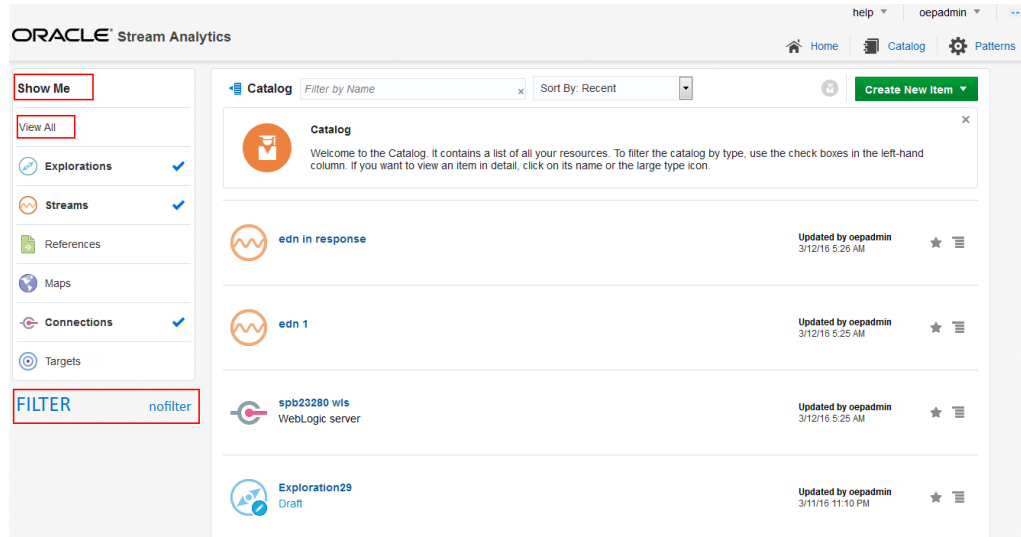 help oepadmin
ORACLE® Stream Analytics
Home Catalog Patterns
Show Me
View All
Explorations
Streams
References
Maps
Connections
Targets
FILTER nofilter
Catalog Filter by Name x Sort By: Recent Create New Item
Catalog
Welcome to the Catalog. It contains a list of all your resources. To filter the catalog by type, use the check boxes in the left-hand
column. If you want to view an item in detail, click on its name or the large type icon.
edn in response
Updated by oepadmin
3/12/16 5:26 AM
edn 1
Updated by oepadmin
3/12/16 5:25 AM
spb23280 wls
WebLogic server
Updated by oepadmin
3/12/16 5:25 AM
Exploration29
Draft
Updated by oepadmin
3/11/16 11:10 PM